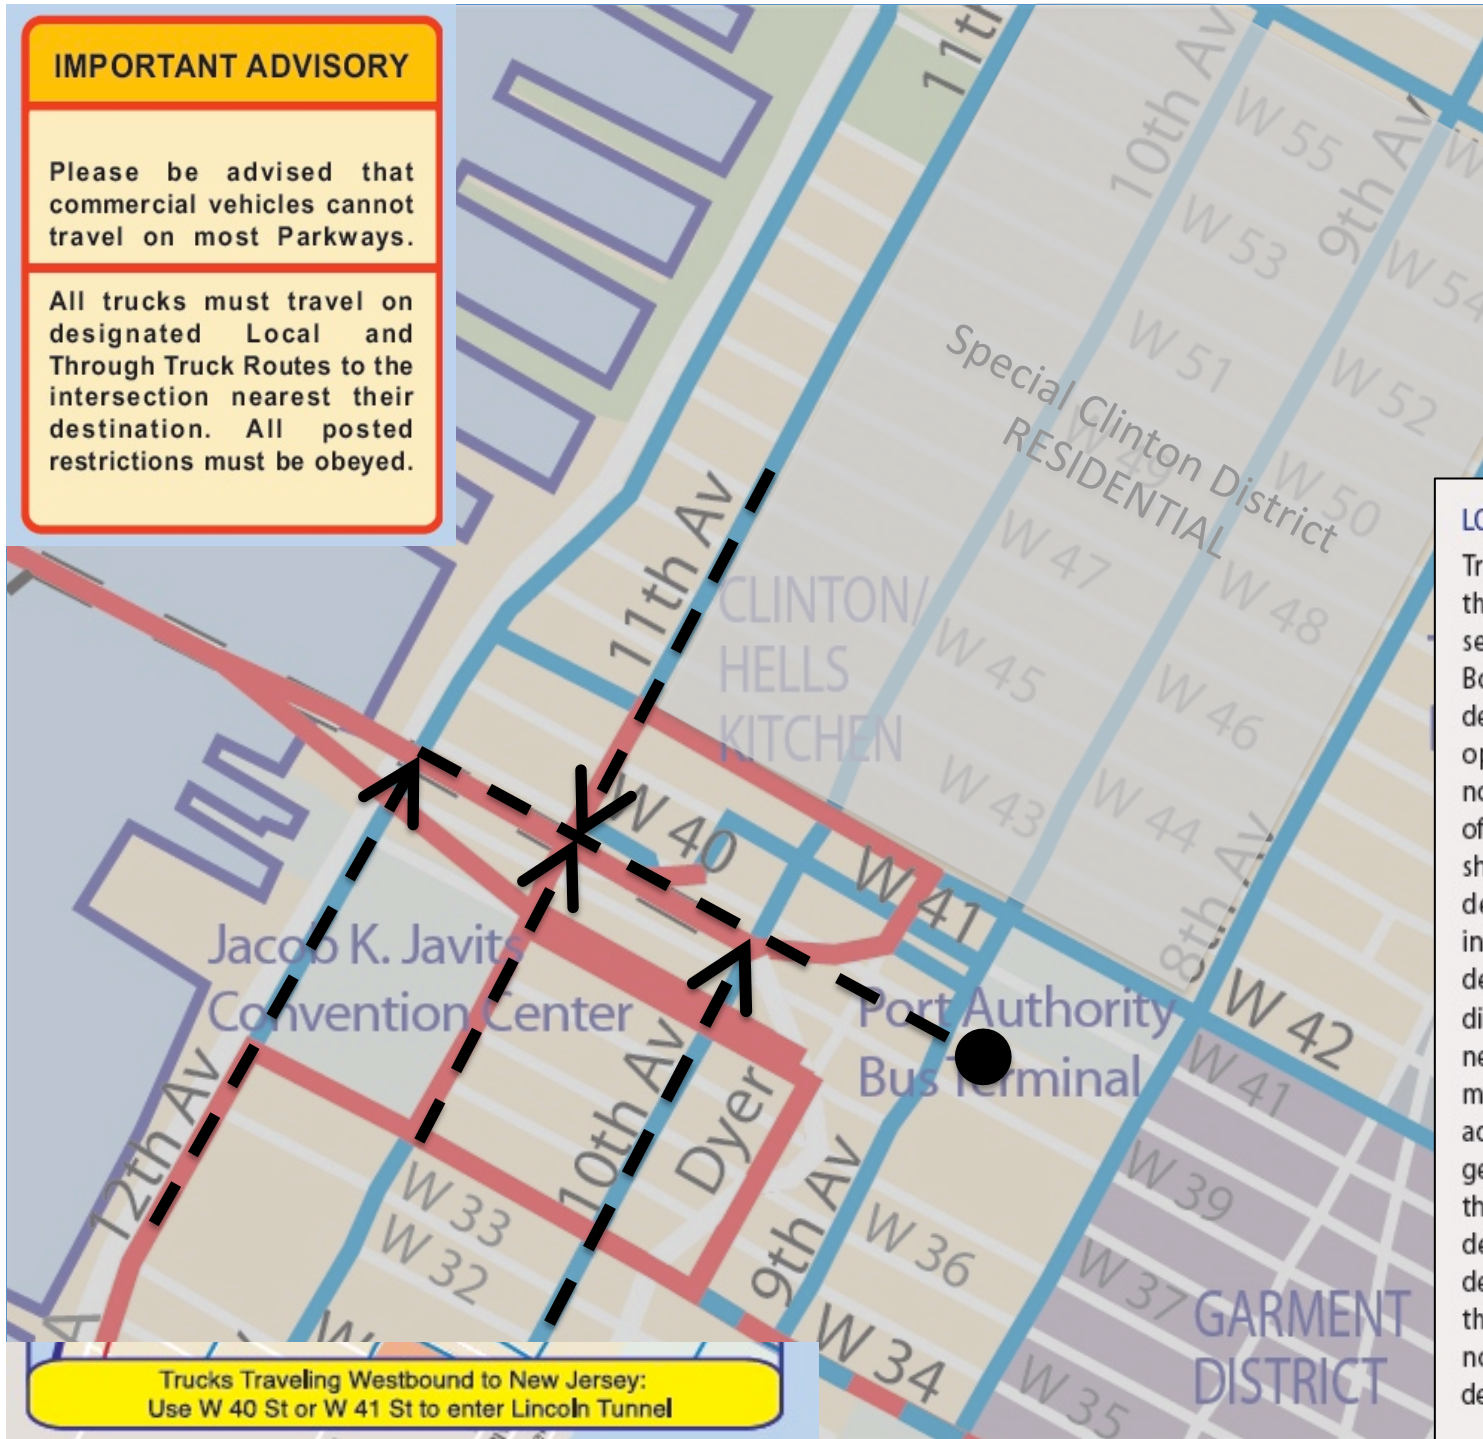 IMPORTANT ADVISORY
Please be advised that
commercial vehicles cannot
travel on most Parkways.
All trucks must travel on
designated Local and
Through Truck Routes to the
intersection nearest their
destination. All posted
restrictions must be obeyed.
11th
10th Av
9th Av
W 55
W 53
W 54
W 51
W 52
Special Clinton District
RESIDENTIAL
W 49
W 50
W 47
W 48
11th Av
CLINTON/
HELLS
KITCHEN
W 45
W 46
W 43
W 44
8th Av
W 40
W 41
W 42
Jacob K. Javits
Convention Center
Port Authority
Bus Terminal
W 41
12th Av
10th Av
Dyer
9th Av
W 39
W 33
W 32
W 36
W 37
GARMENT
DISTRICT
W 34
W 35
Trucks Traveling Westbound to New Jersey:
Use W 40 St or W 41 St to enter Lincoln Tunnel